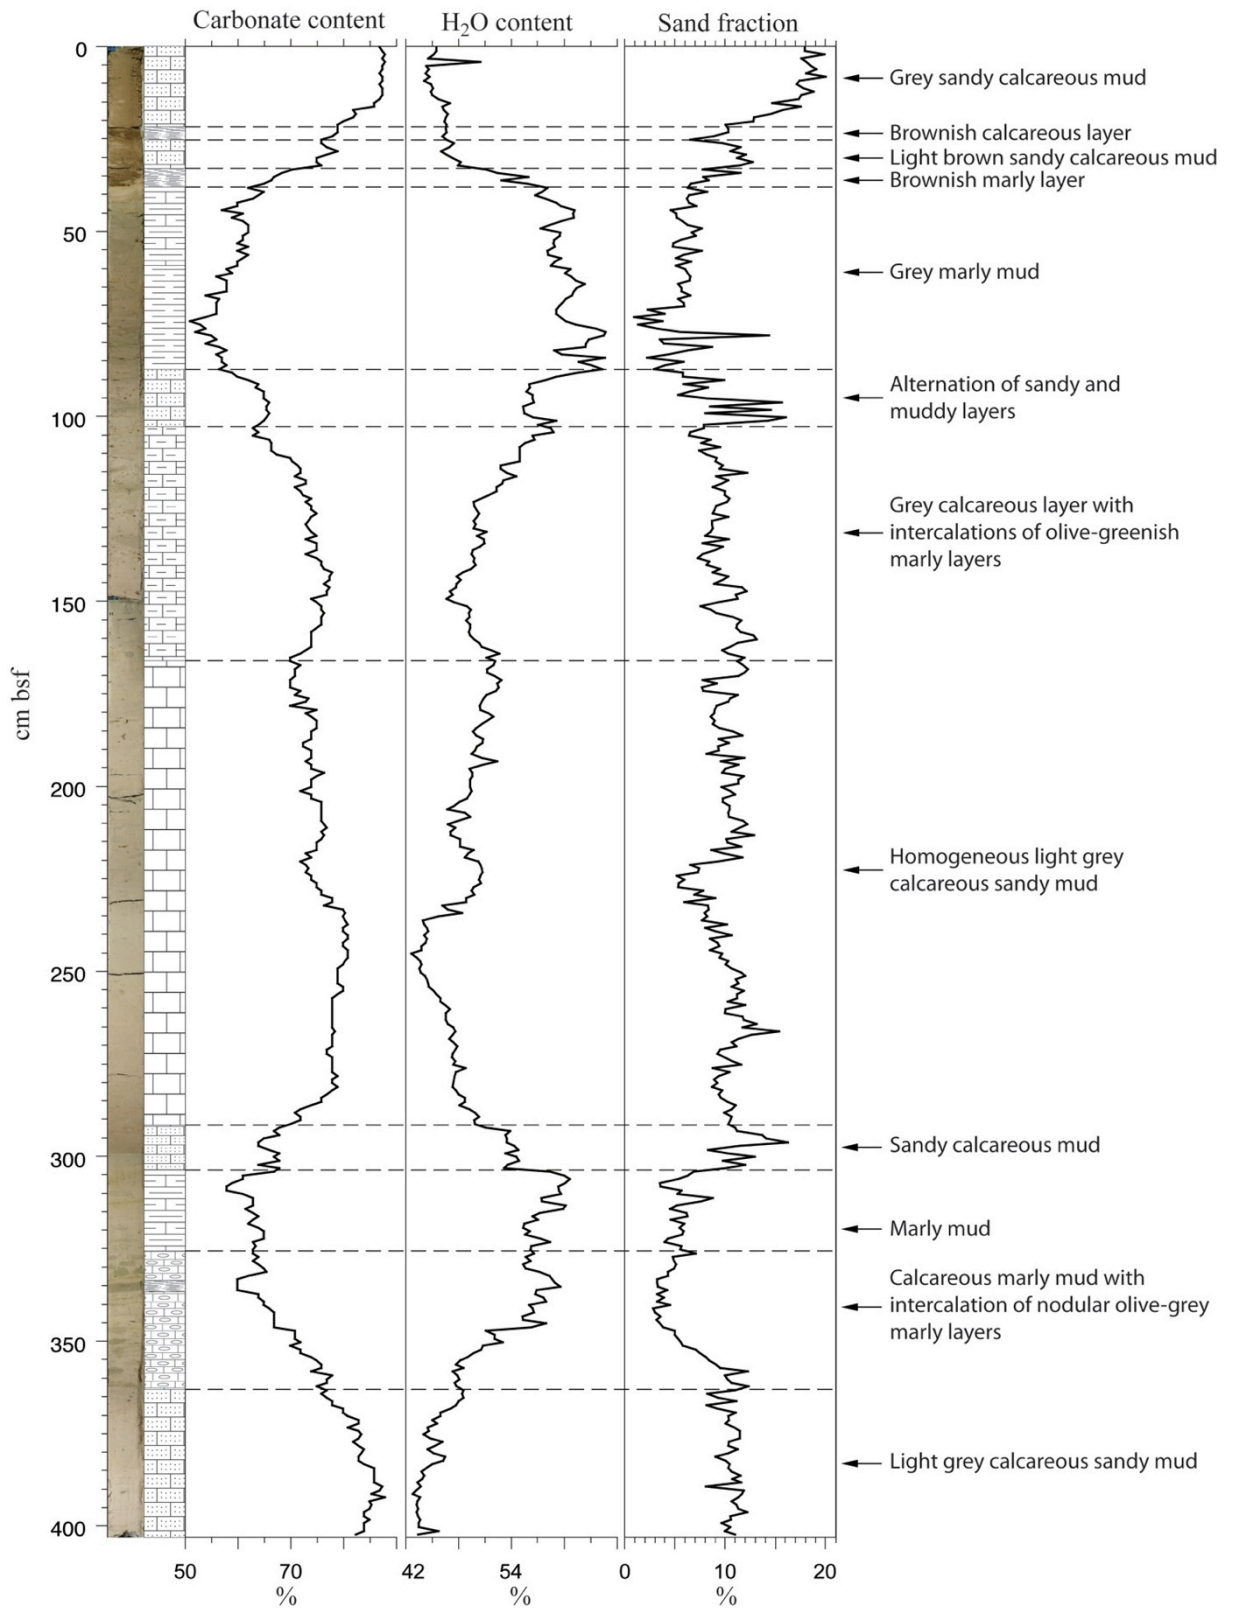 Carbonate content
H2O content
Sand fraction
0
50
100
150
200
250
300
350
400
cm bsf
Grey sandy calcareous mud
Brownish calcareous layer
Light brown sandy calcareous mud
Brownish marly layer
Grey marly mud
Alternation of sandy and
muddy layers
Grey calcareous layer with
intercalations of olive-greenish
marly layers
Homogeneous light grey
calcareous sandy mud
Sandy calcareous mud
Marly mud
Calcareous marly mud with
intercalation of nodular olive-grey
marly layers
Light grey calcareous sandy mud
50 70
%
42 54
%
0 10 20
%